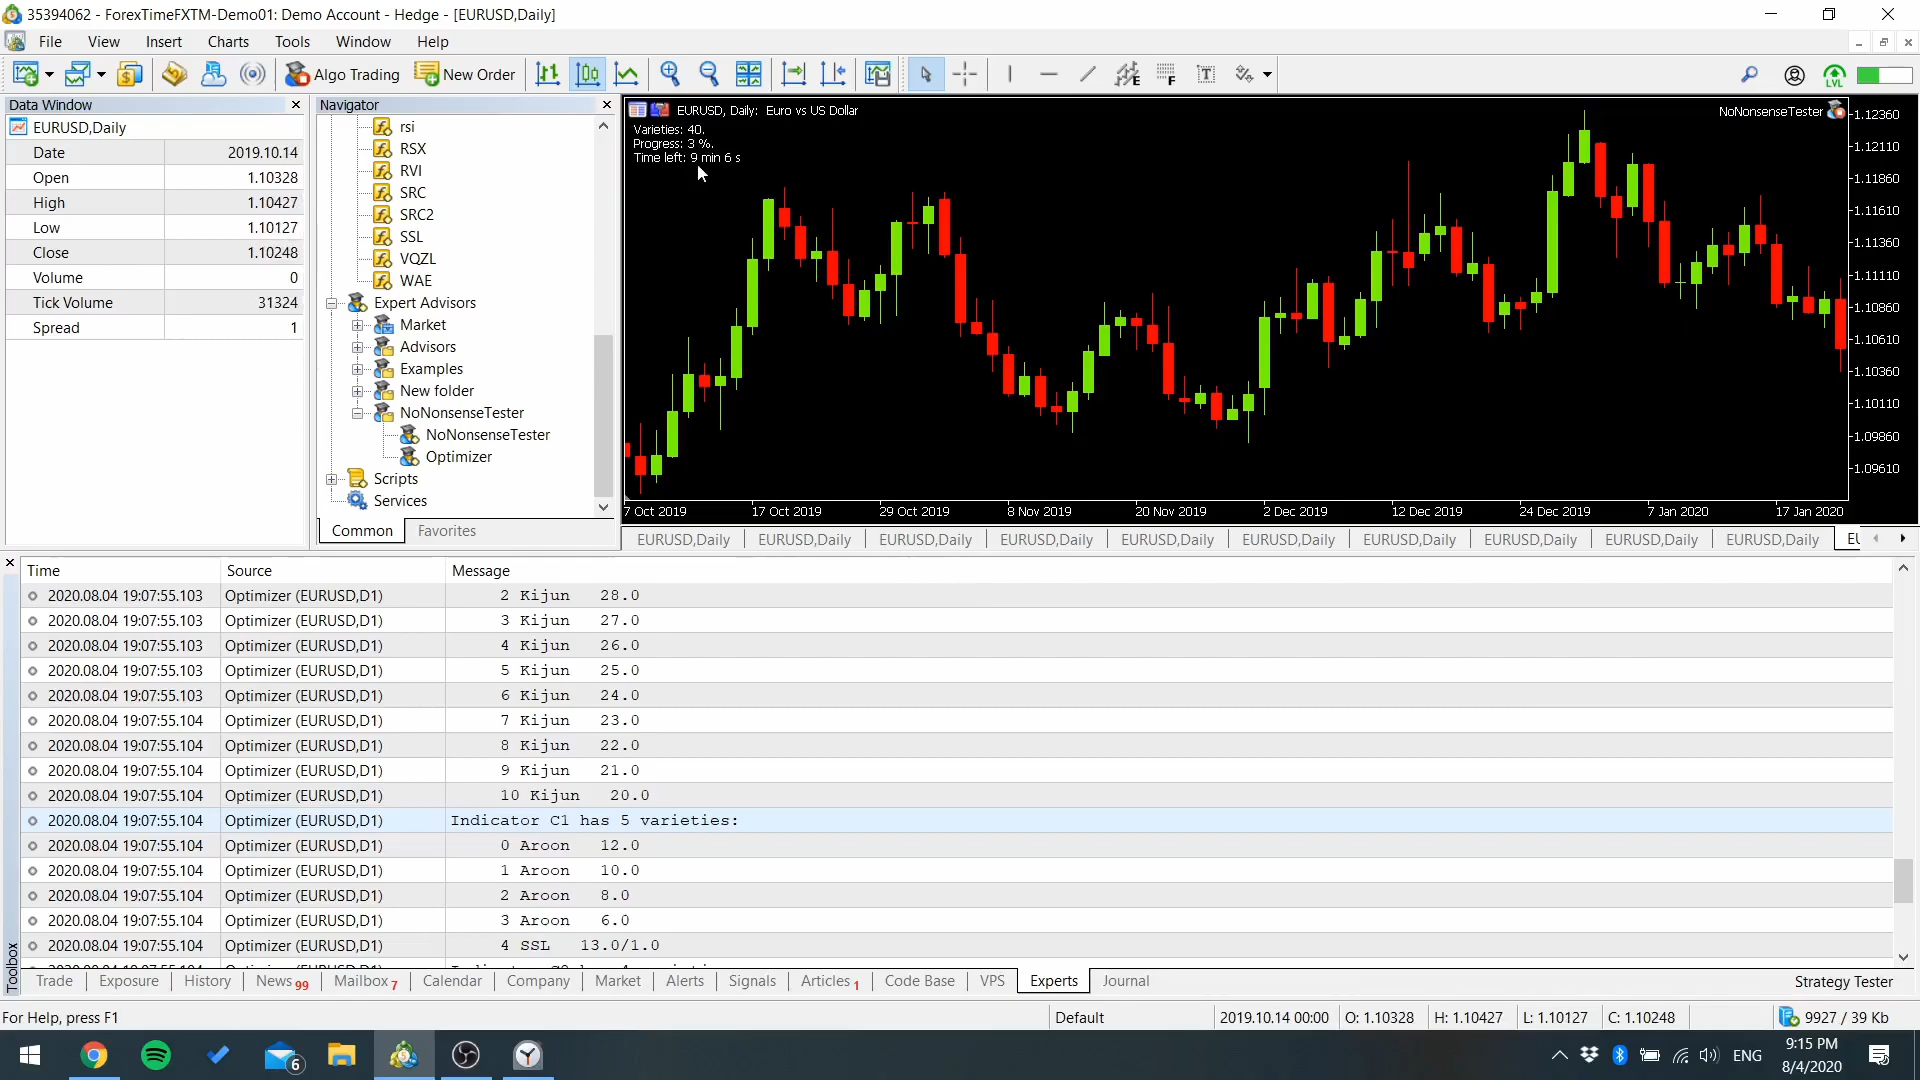 35394062 - ForexTimeFXTM-Demo01: Demo Account - Hedge - [EURUSD,Daily]
File View Insert Charts Tools Window Help
Algo Trading New Order
LVL
Data Window
EURUSD,Daily
Date 2019.10.14
Open 1.10328
High 1.10427
Low 1.10127
Close 1.10248
Volume 0
Tick Volume 31324
Spread 1
Navigator
rsi
RSX
RVI
SRC
SRC2
SSL
VQZL
WAE
Expert Advisors
Market
Advisors
Examples
New folder
NoNonsenseTester
NoNonsenseTester
Optimizer
Scripts
Services
Common Favorites
EURUSD, Daily: Euro vs US Dollar
NoNonsenseTester
Varieties: 40.
Progress: 3 %.
Time left: 9 min 6 s
1.12360
1.12110
1.11860
1.11610
1.11360
1.11110
1.10860
1.10610
1.10360
1.10110
1.09860
1.09610
7 Oct 2019 17 Oct 2019 29 Oct 2019 8 Nov 2019 20 Nov 2019 2 Dec 2019 12 Dec 2019 24 Dec 2019 7 Jan 2020 17 Jan 2020
EURUSD,Daily EURUSD,Daily EURUSD,Daily EURUSD,Daily EURUSD,Daily EURUSD,Daily EURUSD,Daily EURUSD,Daily EURUSD,Daily EURUSD,Daily
Time Source Message
2020.08.04 19:07:55.103 Optimizer (EURUSD,D1) 2 Kijun 28.0
2020.08.04 19:07:55.103 Optimizer (EURUSD,D1) 3 Kijun 27.0
2020.08.04 19:07:55.103 Optimizer (EURUSD,D1) 4 Kijun 26.0
2020.08.04 19:07:55.103 Optimizer (EURUSD,D1) 5 Kijun 25.0
2020.08.04 19:07:55.103 Optimizer (EURUSD,D1) 6 Kijun 24.0
2020.08.04 19:07:55.104 Optimizer (EURUSD,D1) 7 Kijun 23.0
2020.08.04 19:07:55.104 Optimizer (EURUSD,D1) 8 Kijun 22.0
2020.08.04 19:07:55.104 Optimizer (EURUSD,D1) 9 Kijun 21.0
2020.08.04 19:07:55.104 Optimizer (EURUSD,D1) 10 Kijun 20.0
2020.08.04 19:07:55.104 Optimizer (EURUSD,D1) Indicator C1 has 5 varieties:
2020.08.04 19:07:55.104 Optimizer (EURUSD,D1) 0 Aroon 12.0
2020.08.04 19:07:55.104 Optimizer (EURUSD,D1) 1 Aroon 10.0
2020.08.04 19:07:55.104 Optimizer (EURUSD,D1) 2 Aroon 8.0
2020.08.04 19:07:55.104 Optimizer (EURUSD,D1) 3 Aroon 6.0
2020.08.04 19:07:55.104 Optimizer (EURUSD,D1) 4 SSL 13.0/1.0
Toolbox
Trade Exposure History News 99 Mailbox 7 Calendar Company Market Alerts Signals Articles 1 Code Base VPS Experts Journal
Strategy Tester
For Help, press F1
Default
2019.10.14 00:00 O: 1.10328 H: 1.10427 L: 1.10127 C: 1.10248
9927 / 39 Kb
6
ENG
9:15 PM
8/4/2020